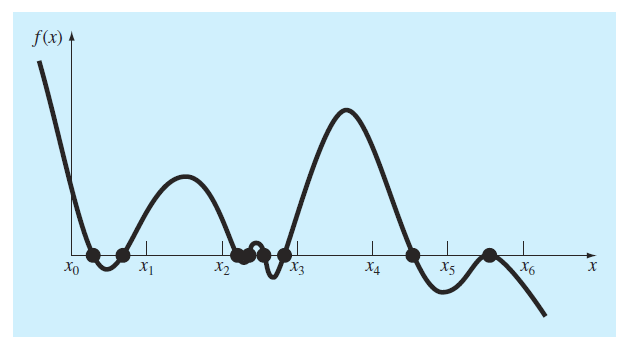 f(x)
x₀ x₁ x₂ x₃ x₄ x₅ x₆ x